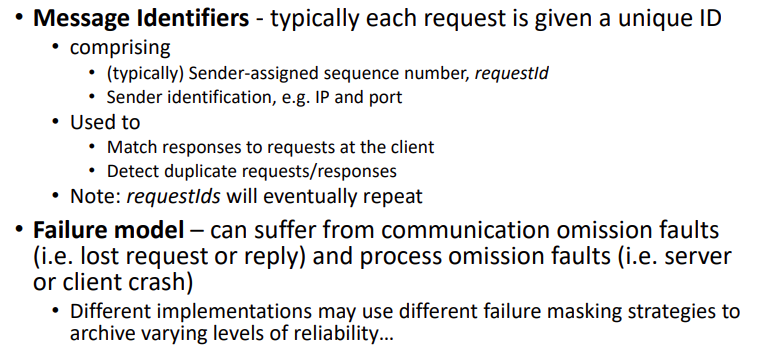 • Message Identifiers - typically each request is given a unique ID
• comprising
• (typically) Sender-assigned sequence number, requestId
• Sender identification, e.g. IP and port
• Used to
• Match responses to requests at the client
• Detect duplicate requests/responses
• Note: requestIds will eventually repeat
• Failure model – can suffer from communication omission faults
(i.e. lost request or reply) and process omission faults (i.e. server
or client crash)
• Different implementations may use different failure masking strategies to
archive varying levels of reliability…